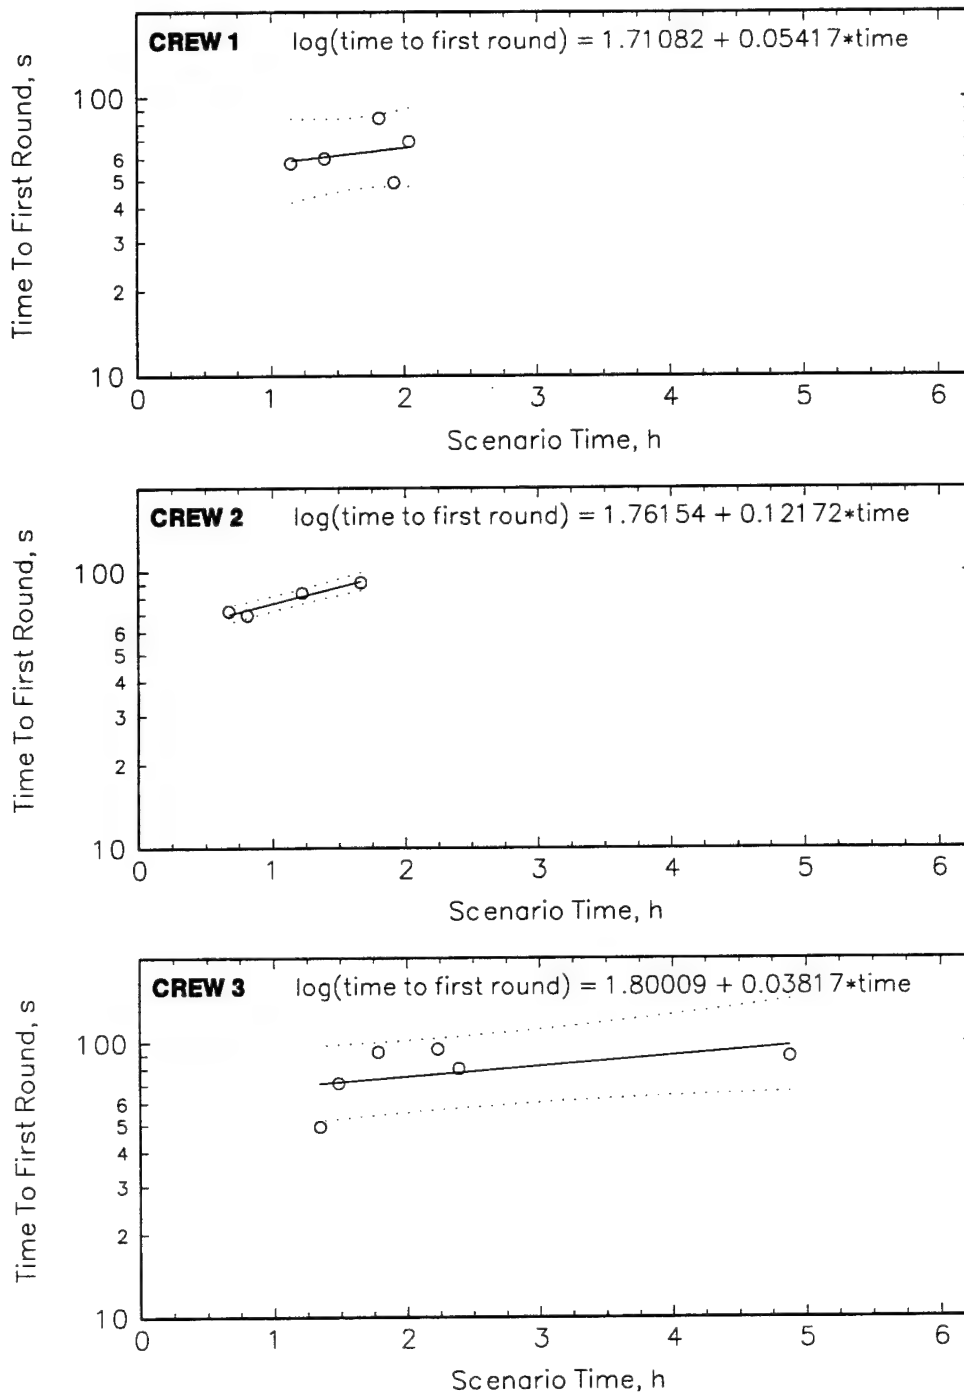 CREW 1 log(time to first round) = 1.71082 + 0.05417*time
Time To First Round, s
100
6
5
4
3
2
10
0 1 2 3 4 5 6
Scenario Time, h
CREW 2 log(time to first round) = 1.76154 + 0.12172*time
Time To First Round, s
100
6
5
4
3
2
10
0 1 2 3 4 5 6
Scenario Time, h
CREW 3 log(time to first round) = 1.80009 + 0.03817*time
Time To First Round, s
100
6
5
4
3
2
10
0 1 2 3 4 5 6
Scenario Time, h